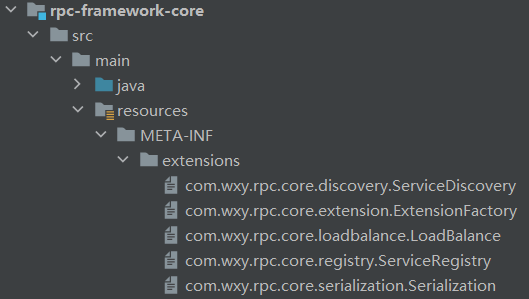 rpc-framework-core
src
main
java
resources
META-INF
extensions
com.wxy.rpc.core.discovery.ServiceDiscovery
com.wxy.rpc.core.extension.ExtensionFactory
com.wxy.rpc.core.loadbalance.LoadBalance
com.wxy.rpc.core.registry.ServiceRegistry
com.wxy.rpc.core.serialization.Serialization